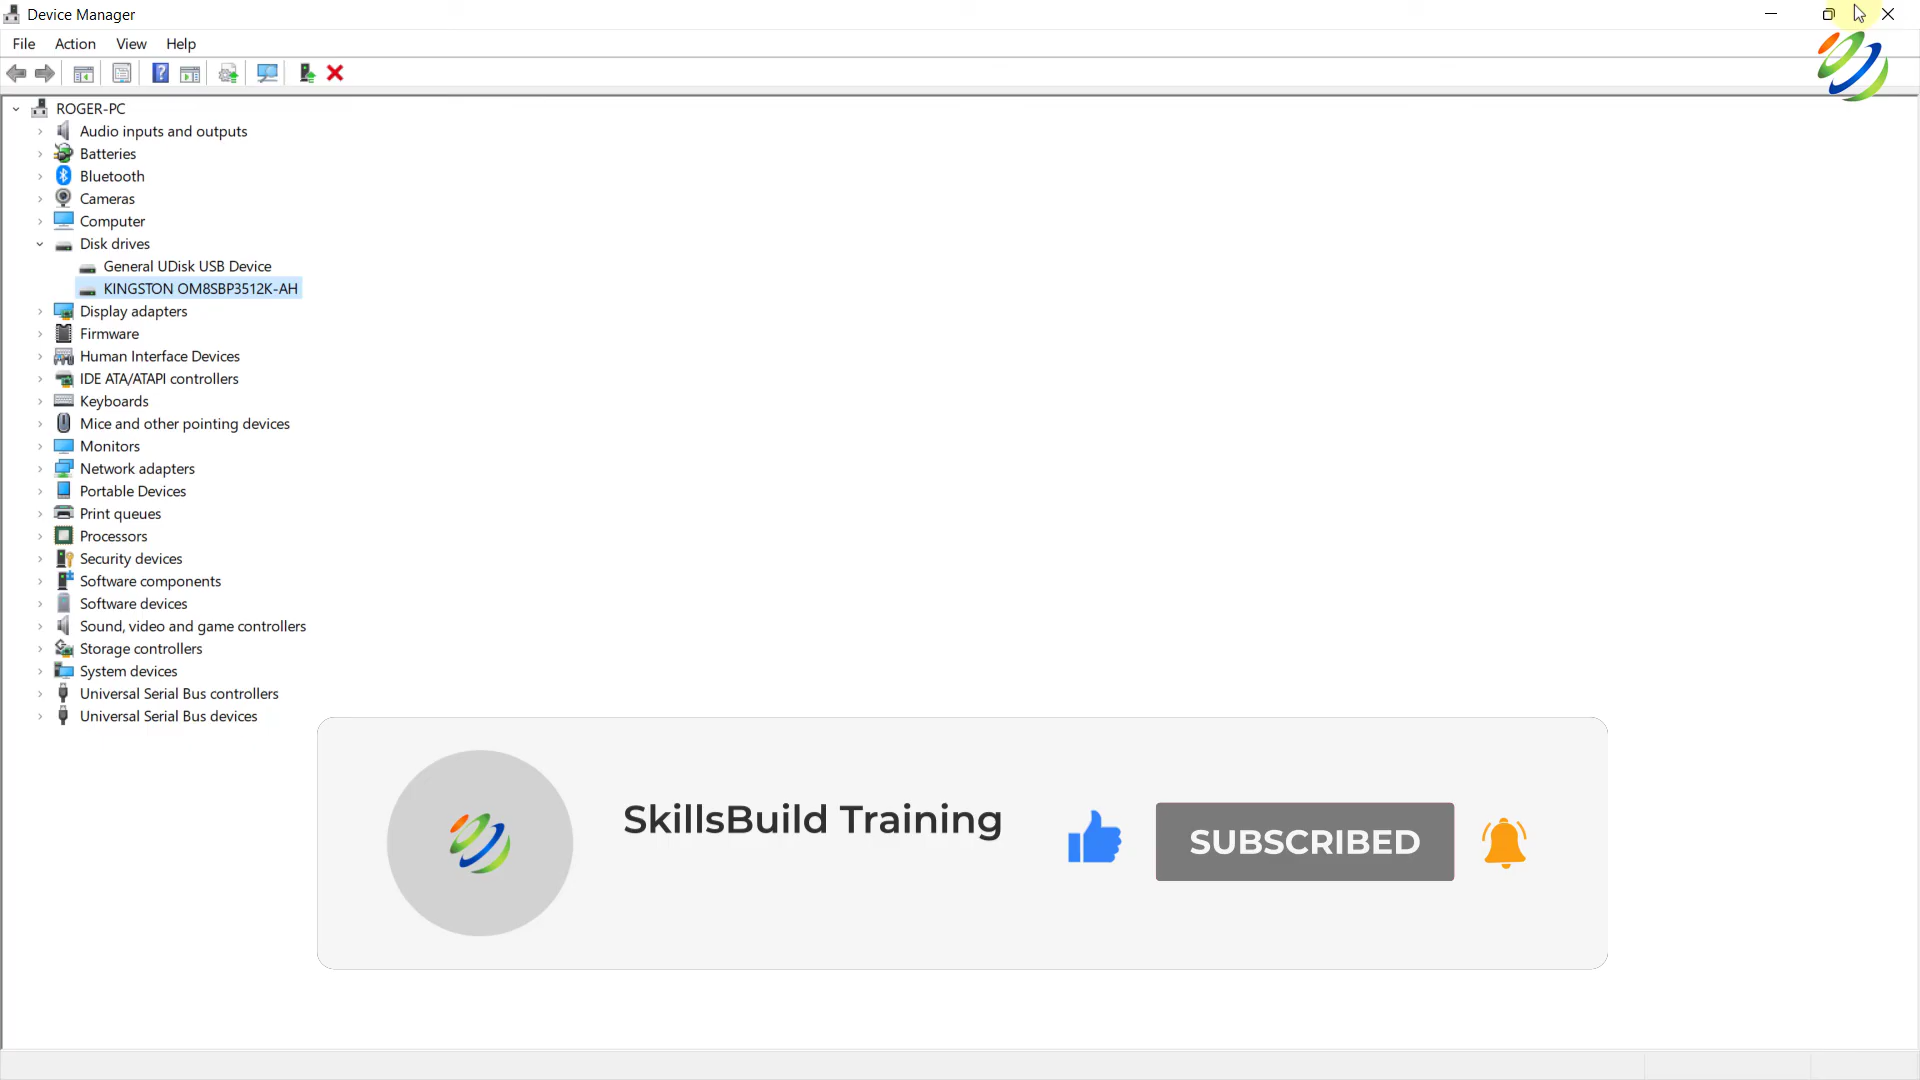 Device Manager
File Action View Help
ROGER-PC
Audio inputs and outputs
Batteries
Bluetooth
Cameras
Computer
Disk drives
General UDisk USB Device
KINGSTON OM8SBP3512K-AH
Display adapters
Firmware
Human Interface Devices
IDE ATA/ATAPI controllers
Keyboards
Mice and other pointing devices
Monitors
Network adapters
Portable Devices
Print queues
Processors
Security devices
Software components
Software devices
Sound, video and game controllers
Storage controllers
System devices
Universal Serial Bus controllers
Universal Serial Bus devices
SkillsBuild Training
SUBSCRIBED